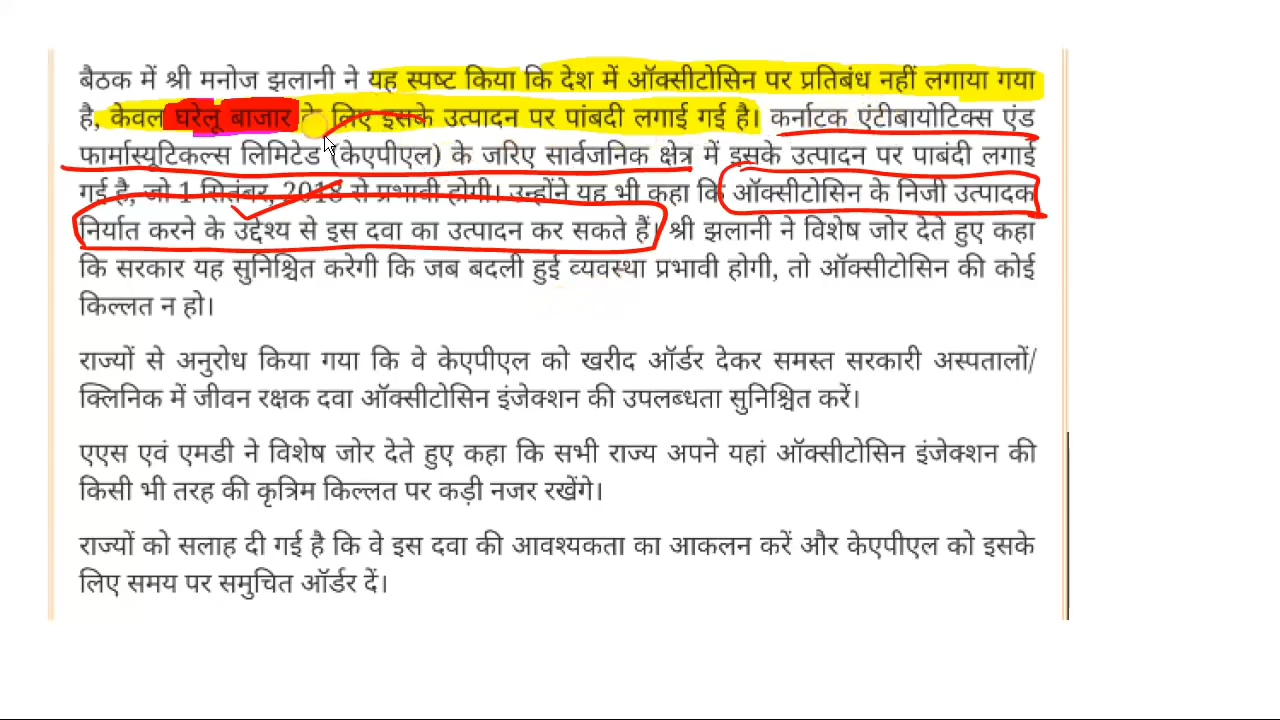 बैठक में श्री मनोज झलानी ने यह स्पष्ट किया कि देश में ऑक्सीटोसिन पर प्रतिबंध नहीं लगाया गया
है, केवल घरेलू बाजार के लिए इसके उत्पादन पर पांबदी लगाई गई है। कर्नाटक एंटीबायोटिक्स एंड
फार्मास्यूटिकल्स लिमिटेड (केएपीएल) के जरिए सार्वजनिक क्षेत्र में इसके उत्पादन पर पाबंदी लगाई
गई है, जो 1 सितंबर, 2018 से प्रभावी होगी। उन्होंने यह भी कहा कि ऑक्सीटोसिन के निजी उत्पादक
निर्यात करने के उद्देश्य से इस दवा का उत्पादन कर सकते हैं। श्री झलानी ने विशेष जोर देते हुए कहा
कि सरकार यह सुनिश्चित करेगी कि जब बदली हुई व्यवस्था प्रभावी होगी, तो ऑक्सीटोसिन की कोई
किल्लत न हो।
राज्यों से अनुरोध किया गया कि वे केएपीएल को खरीद ऑर्डर देकर समस्त सरकारी अस्पतालों/
क्लिनिक में जीवन रक्षक दवा ऑक्सीटोसिन इंजेक्शन की उपलब्धता सुनिश्चित करें।
एएस एवं एमडी ने विशेष जोर देते हुए कहा कि सभी राज्य अपने यहां ऑक्सीटोसिन इंजेक्शन की
किसी भी तरह की कृत्रिम किल्लत पर कड़ी नजर रखेंगे।
राज्यों को सलाह दी गई है कि वे इस दवा की आवश्यकता का आकलन करें और केएपीएल को इसके
लिए समय पर समुचित ऑर्डर दें।